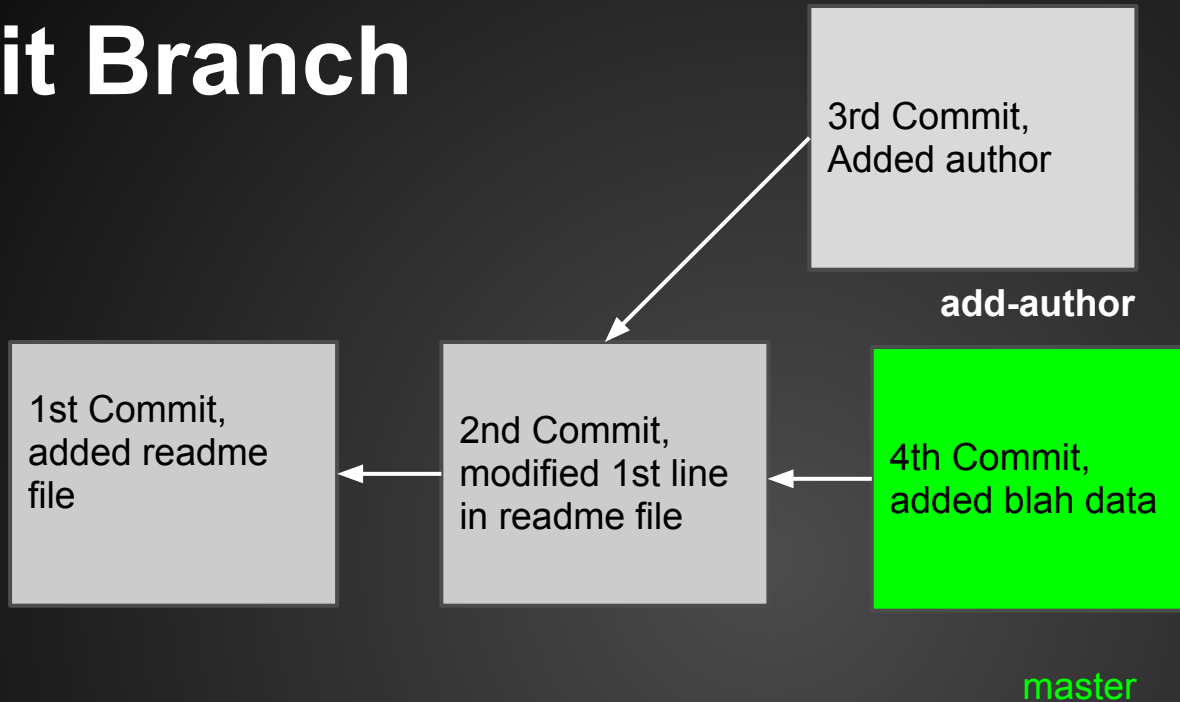 it Branch
3rd Commit,
Added author
add-author
1st Commit,
added readme
file
2nd Commit,
modified 1st line
in readme file
4th Commit,
added blah data
master